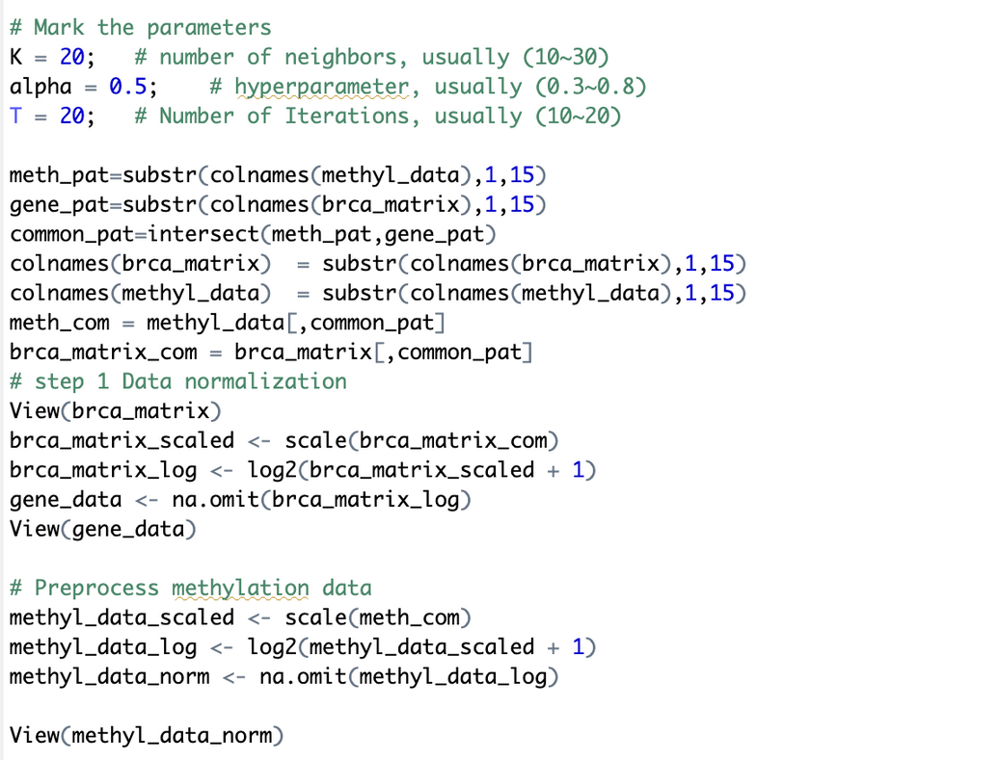 # Mark the parameters
K = 20;   # number of neighbors, usually (10~30)
alpha = 0.5;    # hyperparameter, usually (0.3~0.8)
T = 20;   # Number of Iterations, usually (10~20)
meth_pat=substr(colnames(methyl_data),1,15)
gene_pat=substr(colnames(brca_matrix),1,15)
common_pat=intersect(meth_pat,gene_pat)
colnames(brca_matrix)  = substr(colnames(brca_matrix),1,15)
colnames(methyl_data)  = substr(colnames(methyl_data),1,15)
meth_com = methyl_data[,common_pat]
brca_matrix_com = brca_matrix[,common_pat]
# step 1 Data normalization
View(brca_matrix)
brca_matrix_scaled <- scale(brca_matrix_com)
brca_matrix_log <- log2(brca_matrix_scaled + 1)
gene_data <- na.omit(brca_matrix_log)
View(gene_data)
# Preprocess methylation data
methyl_data_scaled <- scale(meth_com)
methyl_data_log <- log2(methyl_data_scaled + 1)
methyl_data_norm <- na.omit(methyl_data_log)
View(methyl_data_norm)